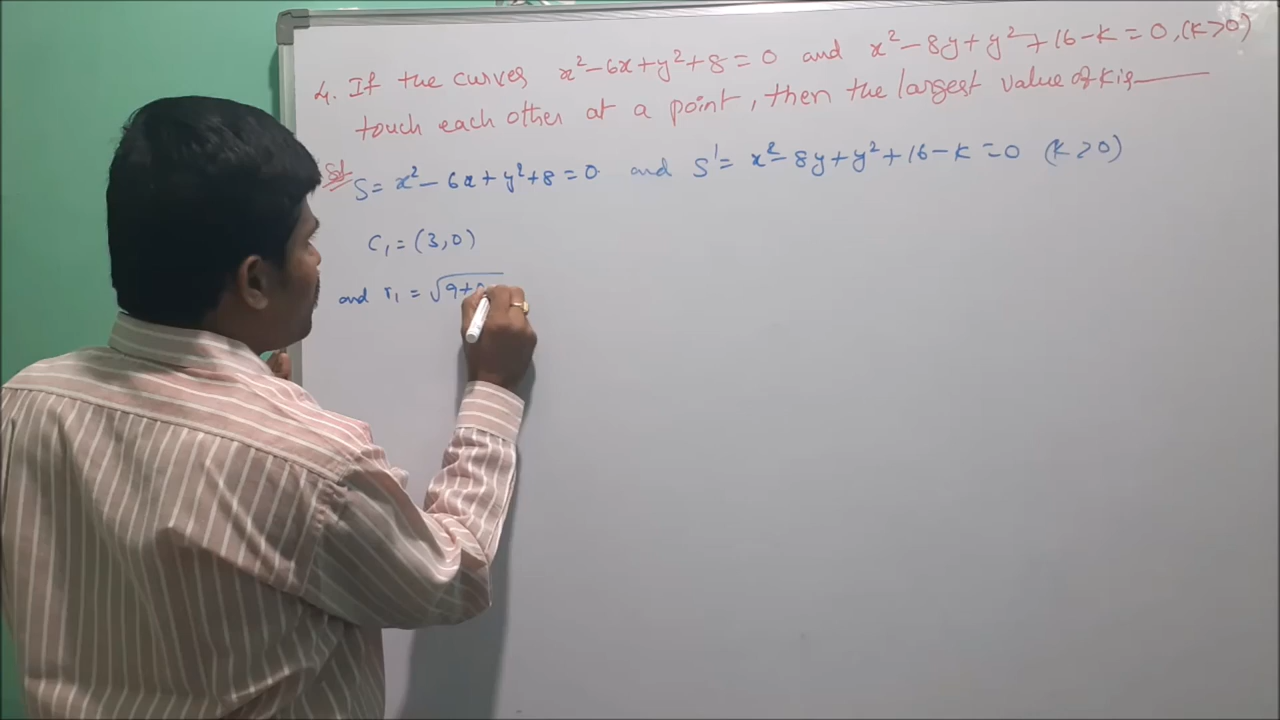 4. If the curves x²-6x+y²+8=0 and x²-8y+y²+16-k=0, (k>0)
touch each other at a point, then the largest value of k is ____
Sol
S = x²-6x+y²+8=0 and S' = x²-8y+y²+16-k=0 (k>0)
C₁ = (3,0)
and r₁ = √9+0